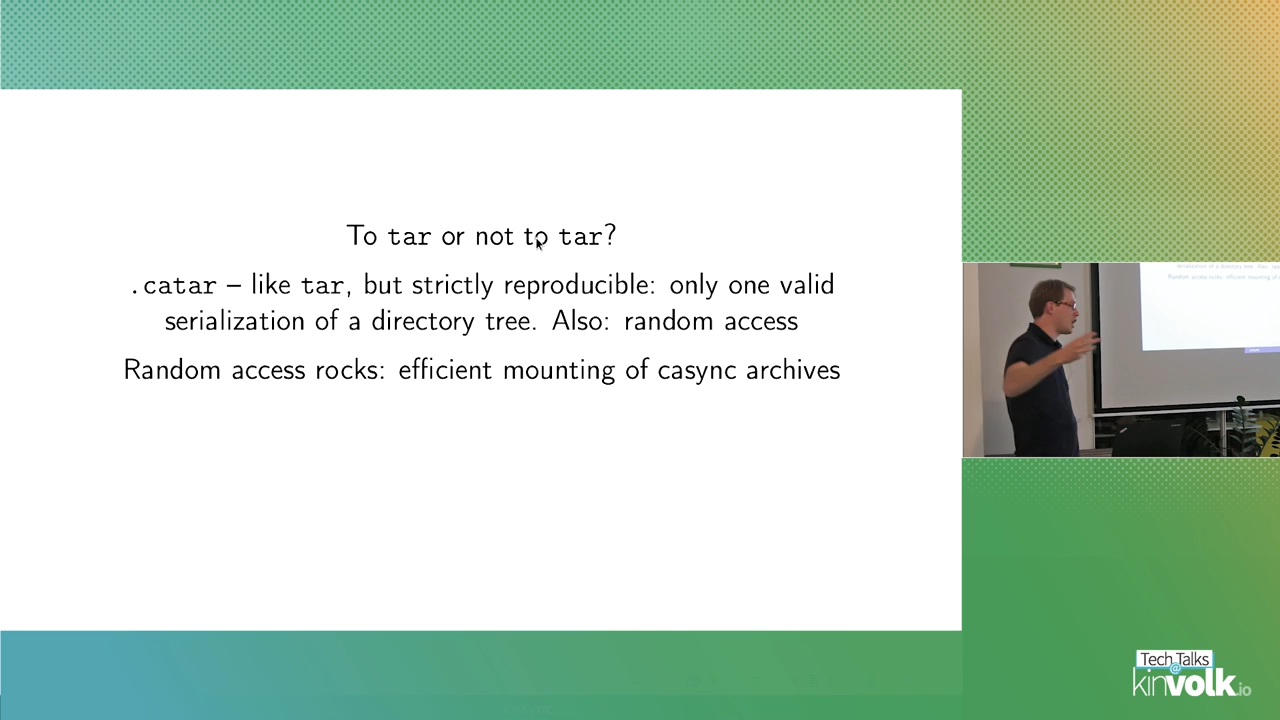 To tar or not to tar?
.catar – like tar, but strictly reproducible: only one valid
serialization of a directory tree. Also: random access
Random access rocks: efficient mounting of casync archives
Tech Talks
@
kinvolk.io